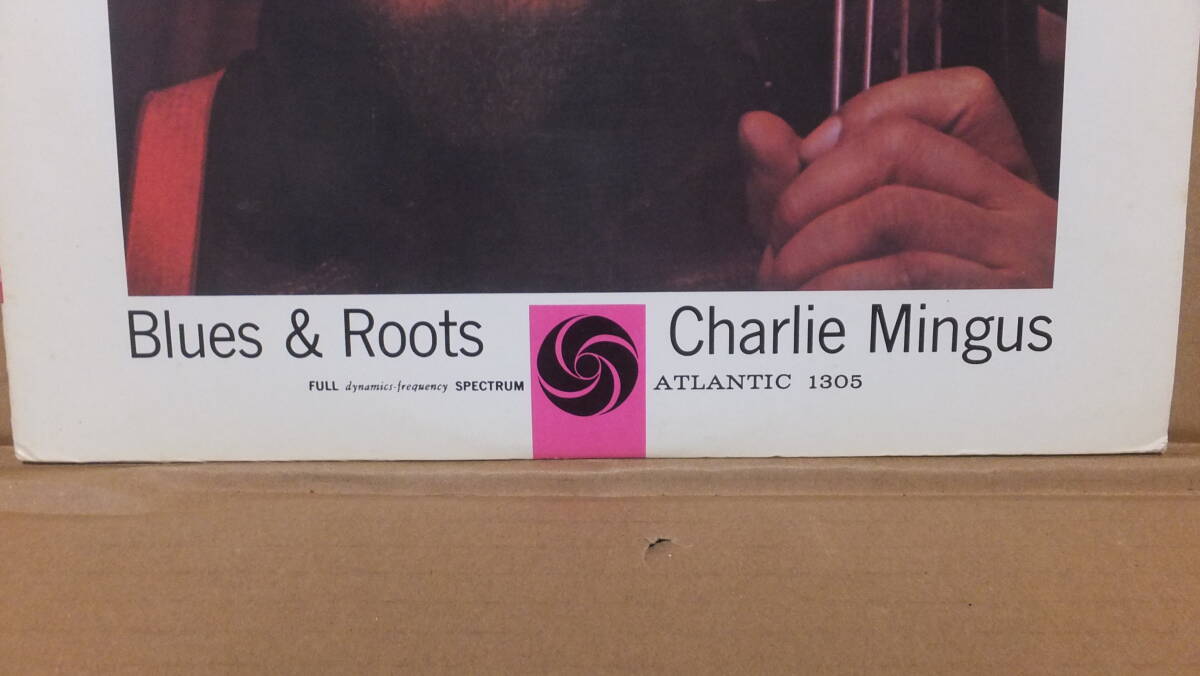 Blues & Roots
Charlie Mingus
FULL dynamics-frequency SPECTRUM
ATLANTIC 1305